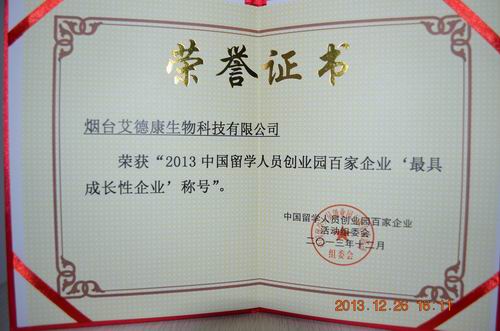 荣誉证书
烟台艾德康生物科技有限公司
荣获“2013中国留学人员创业园百家企业‘最具
成长性企业’称号”。
中国留学人员创业园百家企业
活动组委会
二〇一三年十二月
组委会
2013.12.26 16:11